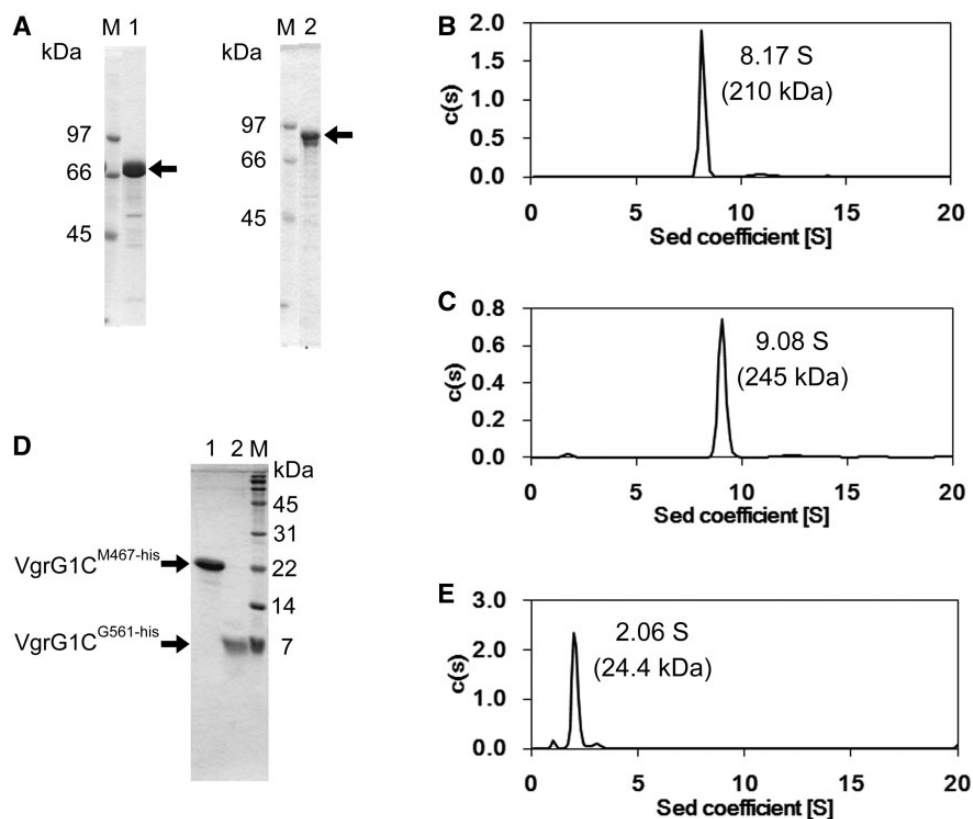 A
M 1
kDa
97
66
45
M 2
kDa
97
66
45
B
c(s)
2.0
1.5
1.0
0.5
0.0
8.17 S
(210 kDa)
0 5 10 15 20
Sed coefficient [S]
C
c(s)
0.8
0.6
0.4
0.2
0.0
9.08 S
(245 kDa)
0 5 10 15 20
Sed coefficient [S]
D
1 2 M
kDa
45
31
22
14
7
VgrG1C^M467-his
VgrG1C^G561-his
E
c(s)
3.0
2.0
1.0
0.0
2.06 S
(24.4 kDa)
0 5 10 15 20
Sed coefficient [S]